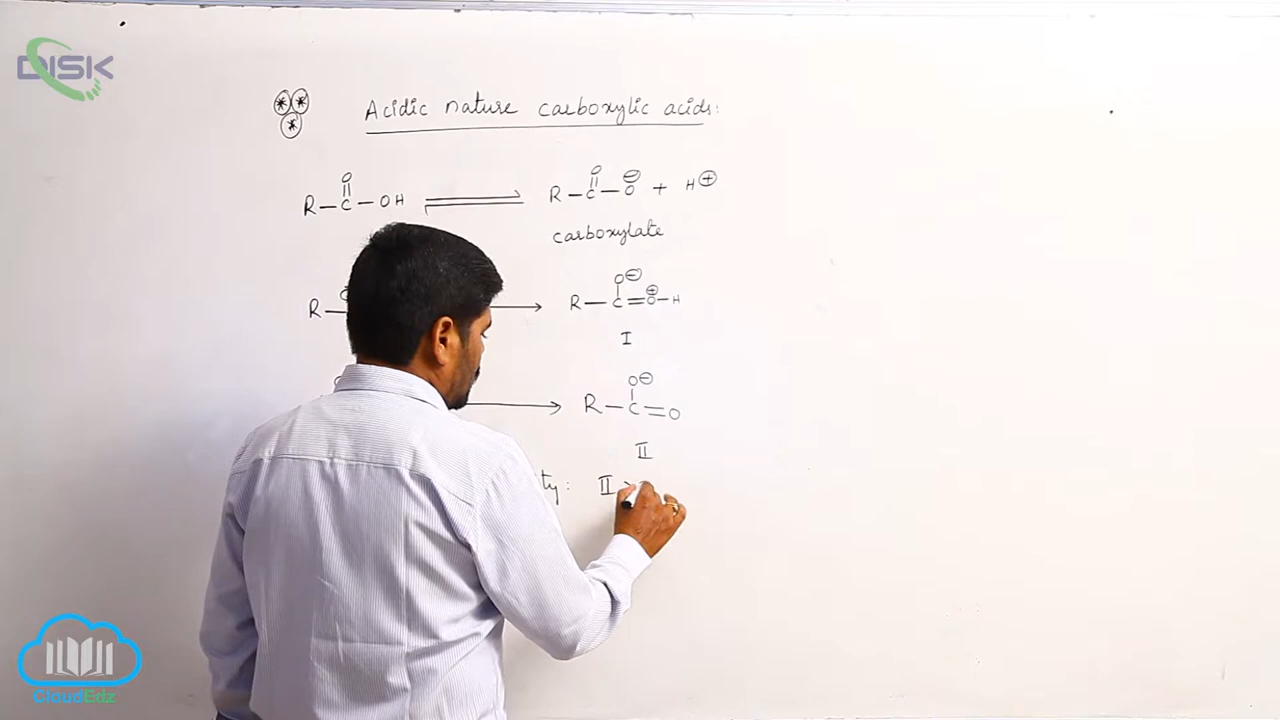 DISK
Acidic nature carboxylic acids:
O
R—C—OH ⇌ R—C—O⊖ + H⊕
O
carboxylate
O⊖
R— → R—C=O⊕—H
I
O⊖
→ R—C=O
II
ty: II >
CloudEdz